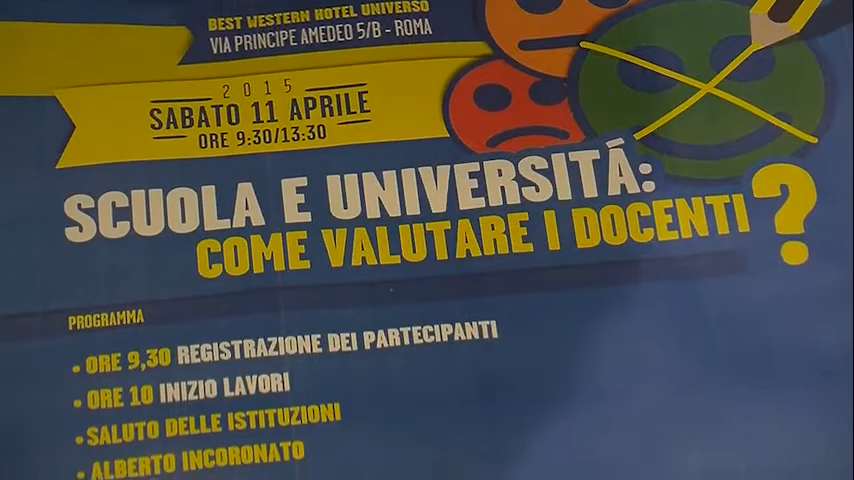 BEST WESTERN HOTEL UNIVERSO
VIA PRINCIPE AMEDEO 5/B - ROMA
2015
SABATO 11 APRILE
ORE 9:30/13:30
SCUOLA E UNIVERSITÁ:
COME VALUTARE I DOCENTI?
PROGRAMMA
• ORE 9,30 REGISTRAZIONE DEI PARTECIPANTI
• ORE 10 INIZIO LAVORI
• SALUTO DELLE ISTITUZIONI
• ALBERTO INCORONATO